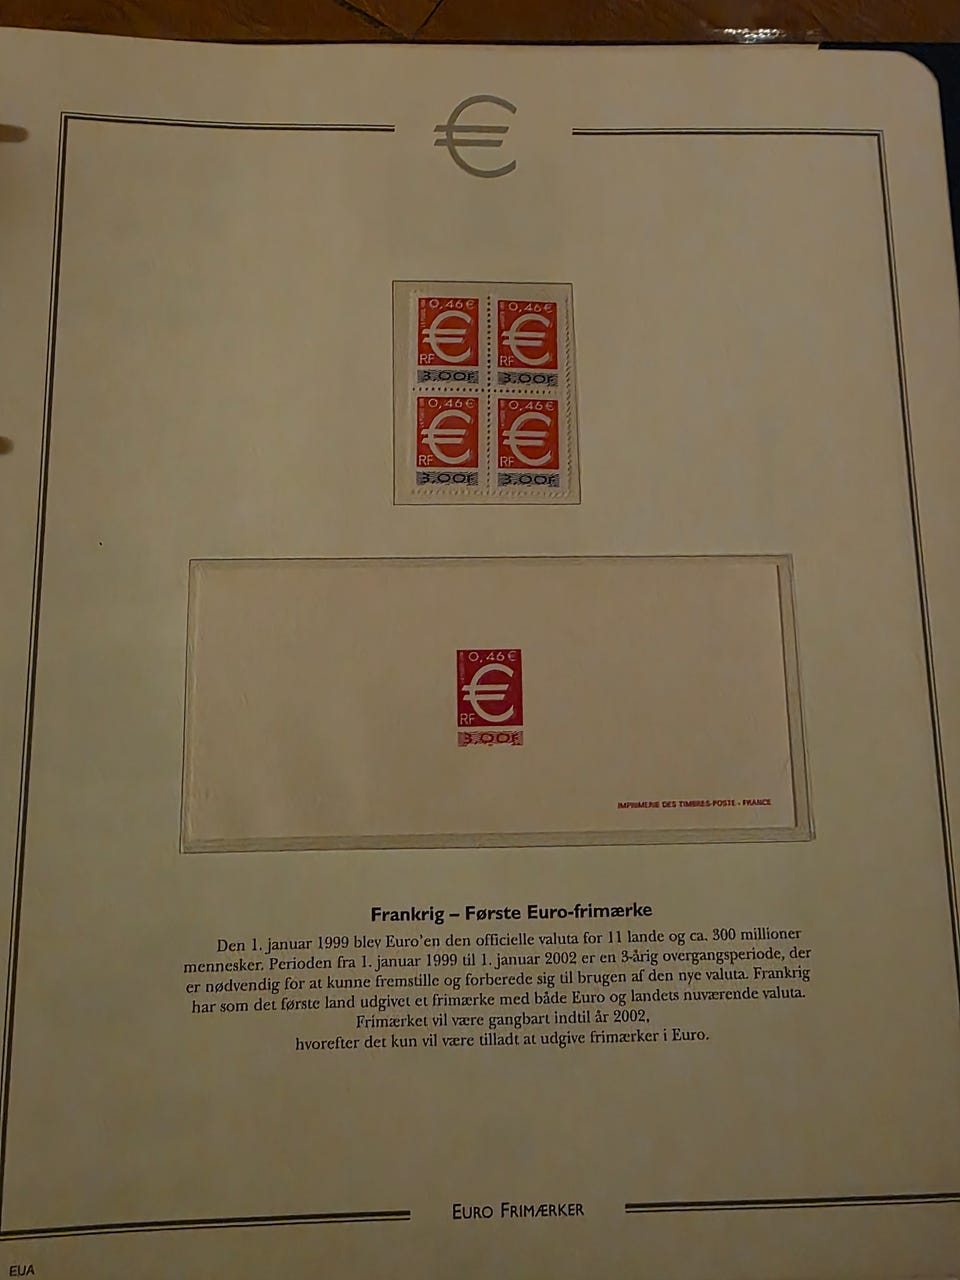 €
0,46€ 0,46€
RF RF
3,00F 3,00F
0,46€ 0,46€
RF RF
3,00F 3,00F
0,46€
RF
3,00F
IMPRIMERIE DES TIMBRES-POSTE - FRANCE
Frankrig – Første Euro-frimærke
Den 1. januar 1999 blev Euro'en den officielle valuta for 11 lande og ca. 300 millioner
mennesker. Perioden fra 1. januar 1999 til 1. januar 2002 er en 3-årig overgangsperiode, der
er nødvendig for at kunne fremstille og forberede sig til brugen af den nye valuta. Frankrig
har som det første land udgivet et frimærke med både Euro og landets nuværende valuta.
Frimærket vil være gangbart indtil år 2002,
hvorefter det kun vil være tilladt at udgive frimærker i Euro.
EURO FRIMÆRKER
EUA